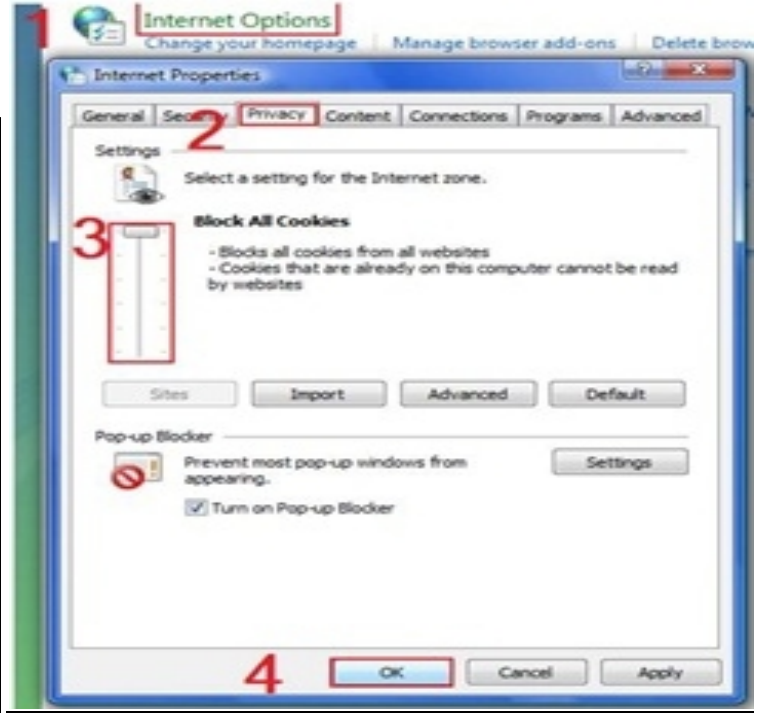 1 Internet Options
Change your homepage Manage browser add-ons Delete brow
Internet Properties
General Security Privacy Content Connections Programs Advanced
2
Settings
Select a setting for the Internet zone.
3
Block All Cookies
- Blocks all cookies from all websites
- Cookies that are already on this computer cannot be read
by websites
Sites Import Advanced Default
Pop-up Blocker
Prevent most pop-up windows from
appearing.
Settings
Turn on Pop-up Blocker
4 OK Cancel Apply